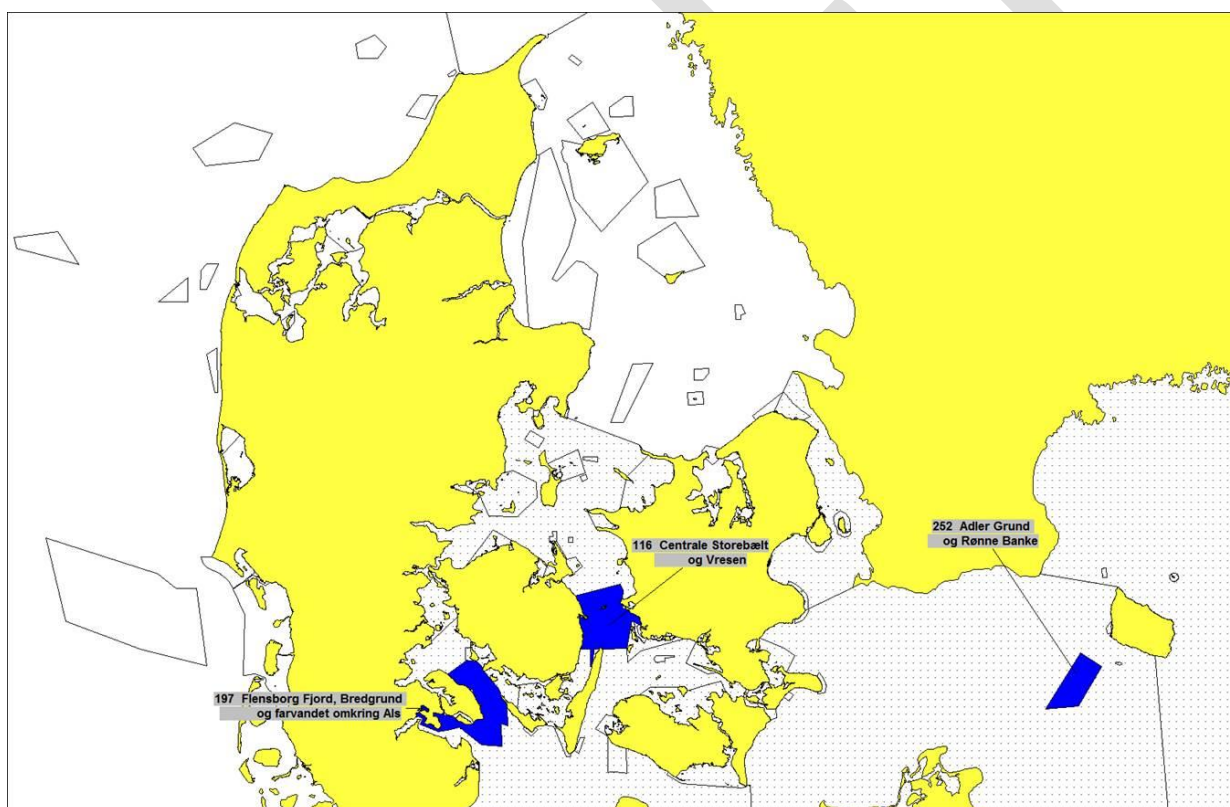 252 Adler Grund
og Rønne Banke
116 Centrale Storebælt
og Vresen
197 Flensborg Fjord, Bredgrund
og farvandet omkring Als